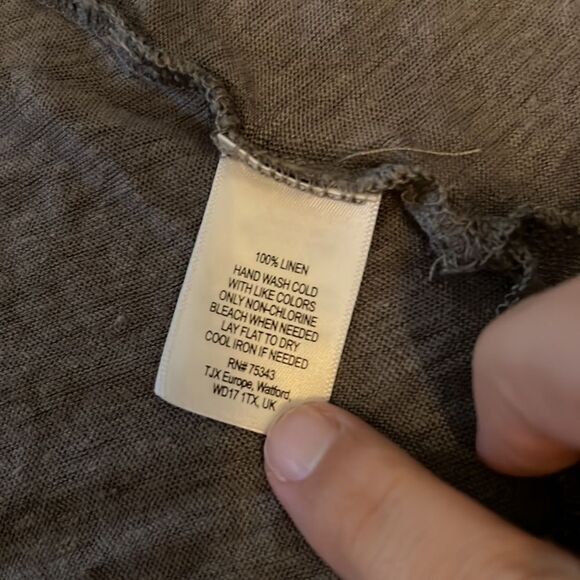 100% LINEN
HAND WASH COLD
WITH LIKE COLORS
ONLY NON-CHLORINE
BLEACH WHEN NEEDED
LAY FLAT TO DRY
COOL IRON IF NEEDED
RN# 75343
TJX Europe, Watford,
WD17 1TX, UK